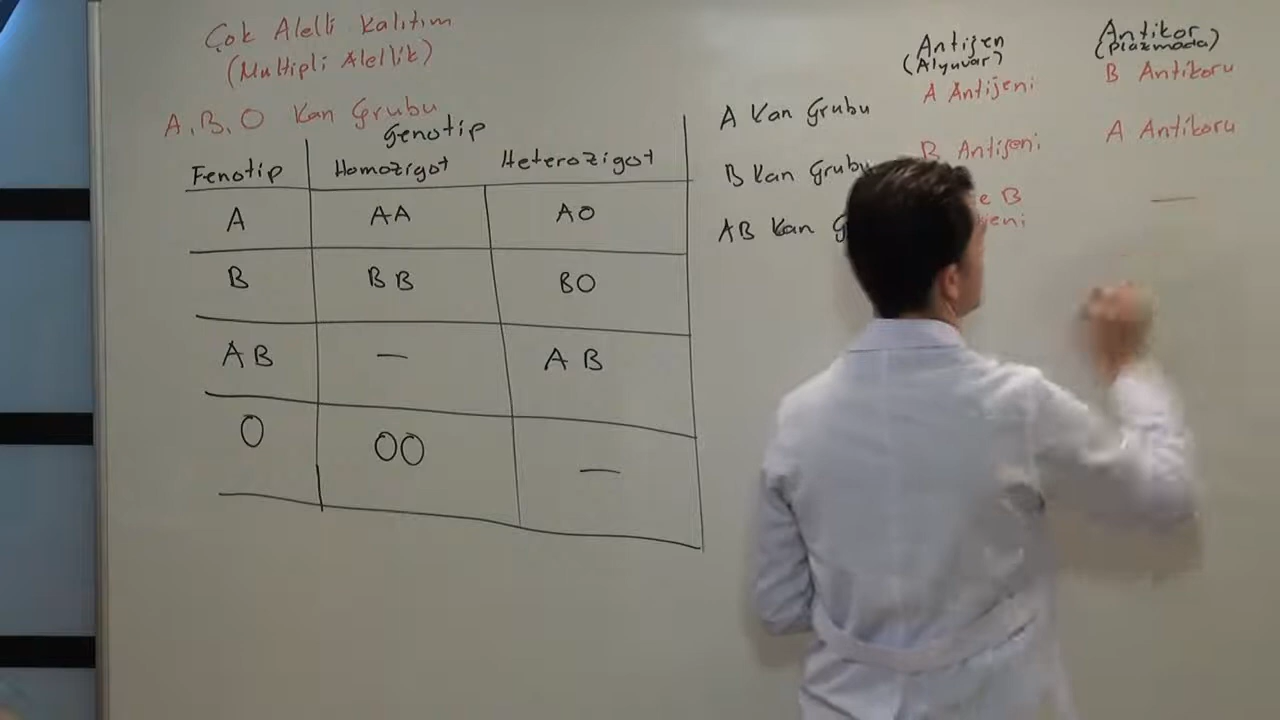 Çok Alelli Kalıtım
(Multipli Alellik)
A, B, O Kan Grubu
Genotip
Fenotip Homozigot Heterozigot
A AA AO
B BB BO
AB — AB
O OO —
Antijen Antikor
(Alyuvar) (plazmada)
A Kan Grubu A Antijeni B Antikoru
B Kan Grubu B Antijeni A Antikoru
AB Kan B —